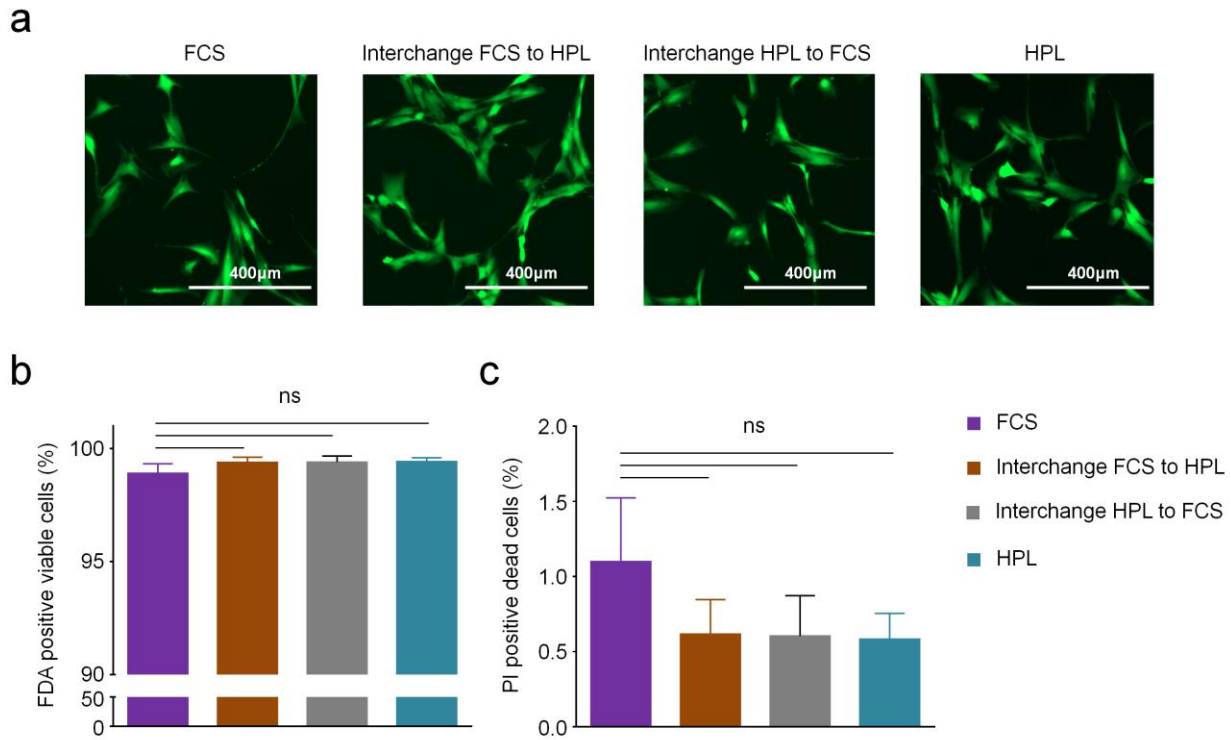 a
FCS
Interchange FCS to HPL
Interchange HPL to FCS
HPL
400μm
400μm
400μm
400μm
b
FDA positive viable cells (%)
100
95
90
50
0
ns
c
PI positive dead cells (%)
2.0
1.5
1.0
0.5
0.0
ns
FCS
Interchange FCS to HPL
Interchange HPL to FCS
HPL